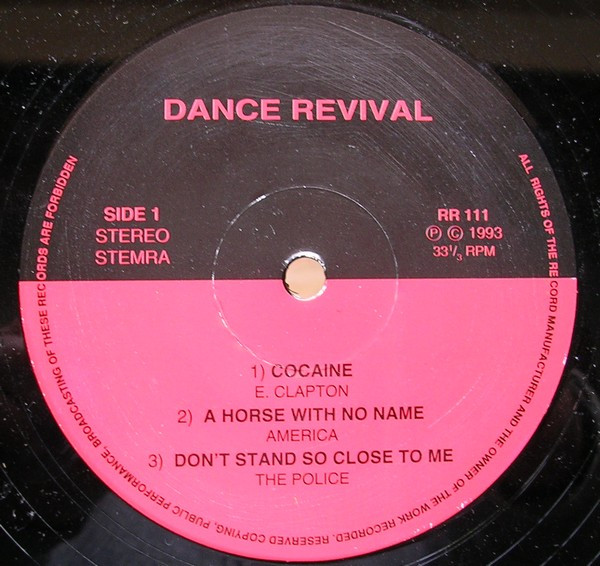 DANCE REVIVAL
SIDE 1
STEREO
STEMRA
RR 111
Ⓟ © 1993
33 1/3 RPM
1) COCAINE
E. CLAPTON
2) A HORSE WITH NO NAME
AMERICA
3) DON'T STAND SO CLOSE TO ME
THE POLICE
ALL RIGHTS OF THE RECORD MANUFACTURER AND THE OWNER OF THE WORK RECORDED. RESERVED COPYING, PUBLIC PERFORMANCE, BROADCASTING OF THESE RECORDS ARE FORBIDDEN